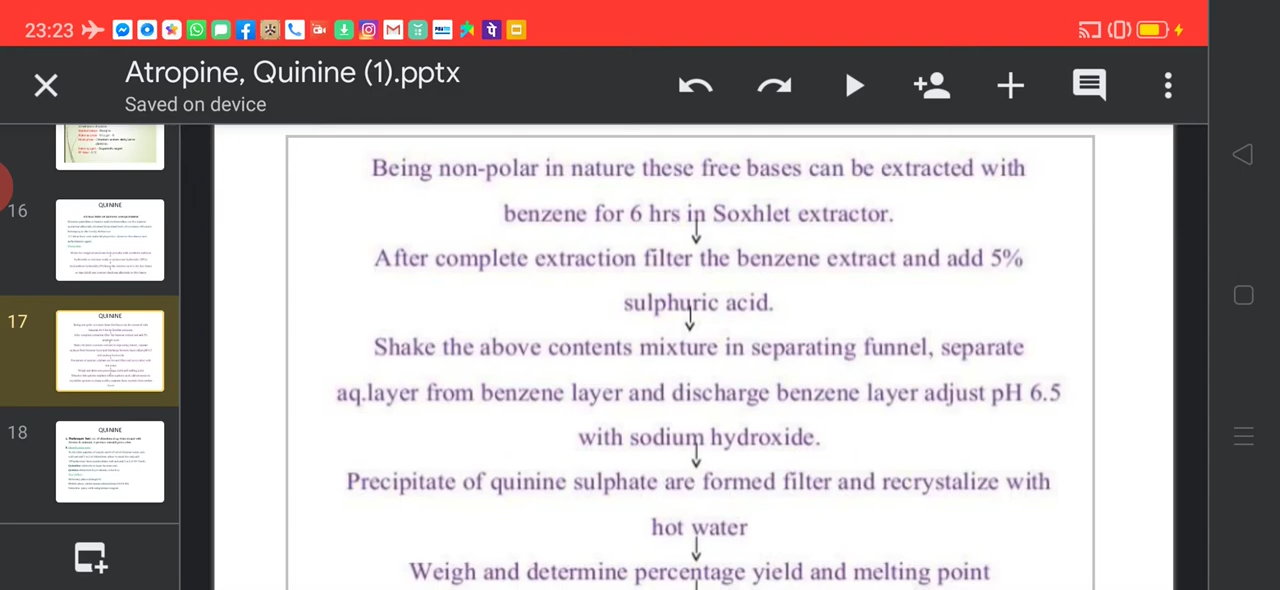 23:23
Atropine, Quinine (1).pptx
Saved on device
16
QUININE
17
QUININE
18
QUININE
Being non-polar in nature these free bases can be extracted with
benzene for 6 hrs in Soxhlet extractor.
After complete extraction filter the benzene extract and add 5%
sulphuric acid.
Shake the above contents mixture in separating funnel, separate
aq.layer from benzene layer and discharge benzene layer adjust pH 6.5
with sodium hydroxide.
Precipitate of quinine sulphate are formed filter and recrystalize with
hot water
Weigh and determine percentage yield and melting point